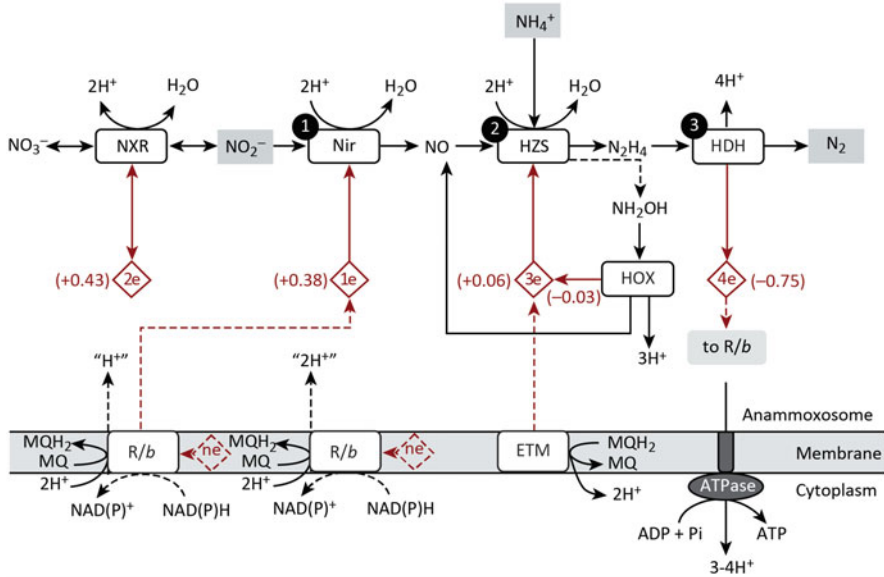 NH₄⁺
2H⁺ H₂O 2H⁺ H₂O 2H⁺ H₂O 4H⁺
1 2 3
NO₃⁻ NXR NO₂⁻ Nir NO HZS N₂H₄ HDH N₂
NH₂OH
(+0.43) 2e (+0.38) 1e (+0.06) 3e (−0.03) HOX 4e (−0.75)
"H⁺" "2H⁺" 3H⁺ to R/b
Anammoxosome
MQH₂ MQH₂ MQH₂
R/b ne R/b ne ETM Membrane
MQ MQ MQ
2H⁺ 2H⁺ 2H⁺ ATPase Cytoplasm
NAD(P)⁺ NAD(P)H NAD(P)⁺ NAD(P)H
ADP + Pi ATP
3-4H⁺